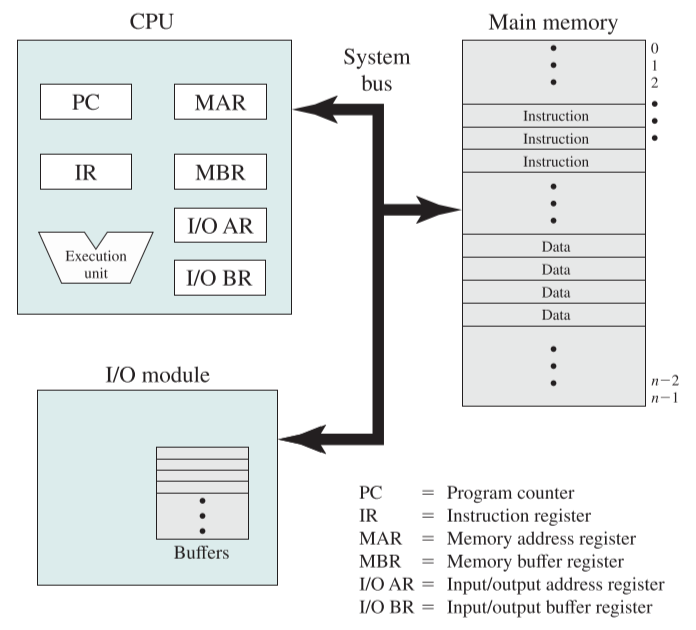 CPU
System
bus
Main memory
PC
MAR
IR
MBR
I/O AR
I/O BR
Execution
unit
0
1
2
Instruction
Instruction
Instruction
Data
Data
Data
Data
n−2
n−1
I/O module
Buffers
PC = Program counter
IR = Instruction register
MAR = Memory address register
MBR = Memory buffer register
I/O AR = Input/output address register
I/O BR = Input/output buffer register